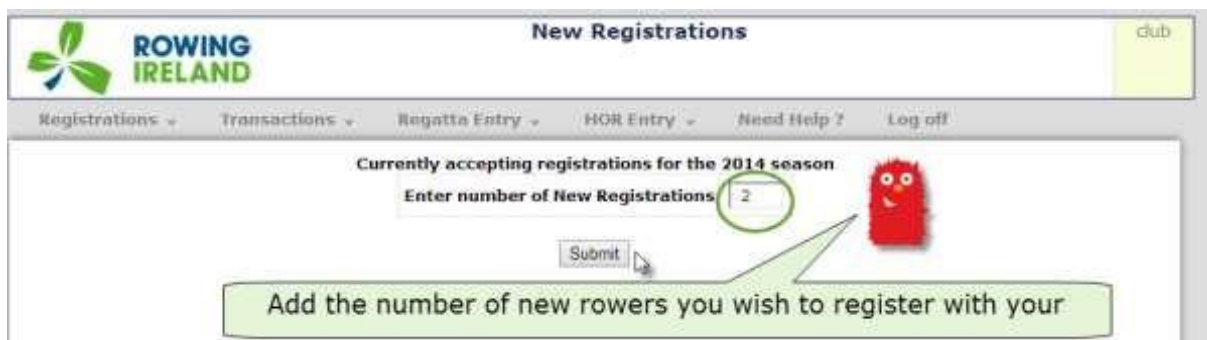 New Registrations
club
ROWING
IRELAND
Registrations Transactions Regatta Entry HOR Entry Need Help ? Log off
Currently accepting registrations for the 2014 season
Enter number of New Registrations 2
Submit
Add the number of new rowers you wish to register with your